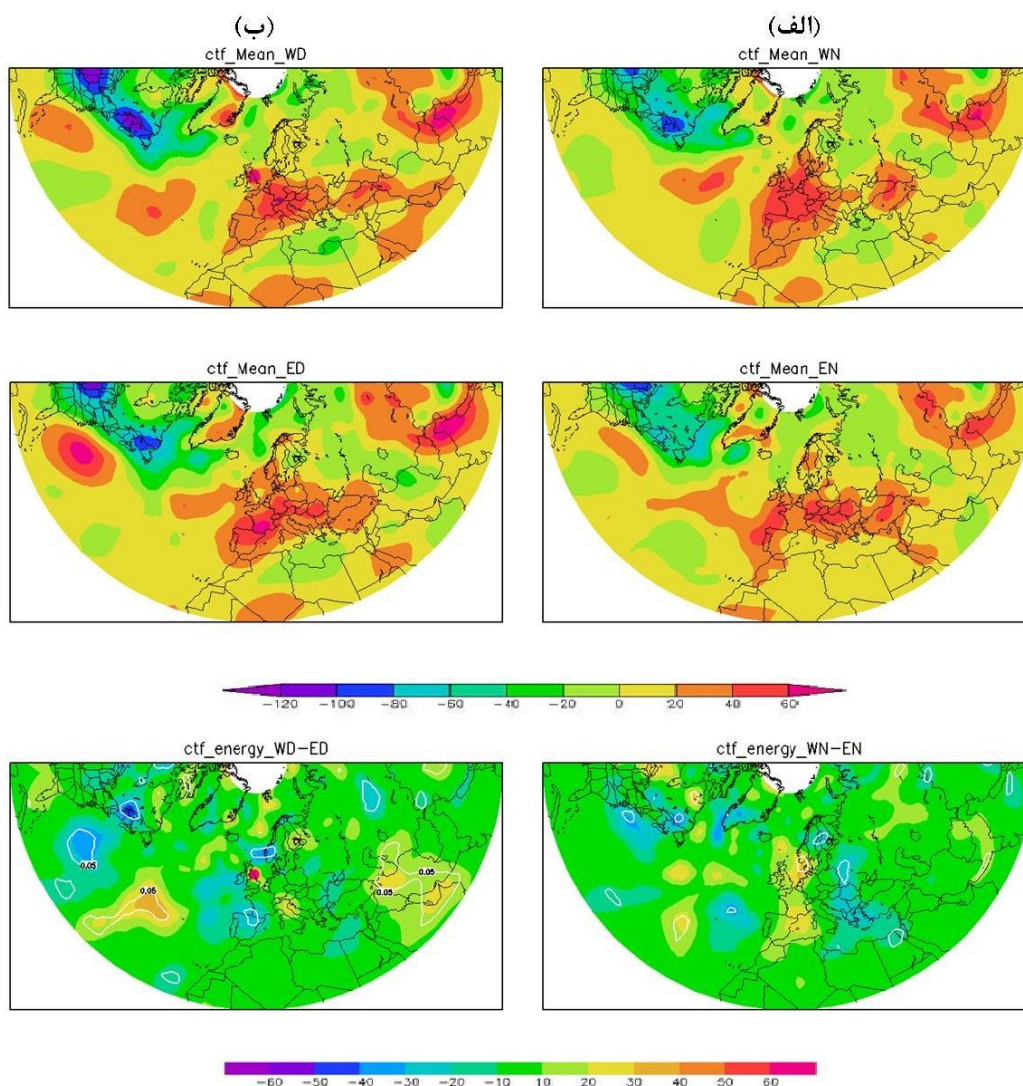 (الف) (ب)
ctf_Mean_WD ctf_Mean_WN
ctf_Mean_ED ctf_Mean_EN
-120 -100 -80 -60 -40 -20 0 20 40 60
ctf_energy_WD-ED ctf_energy_WN-EN
0.05 0.05 0.05 0.05
-60 -50 -40 -30 -20 -10 10 20 30 40 50 60